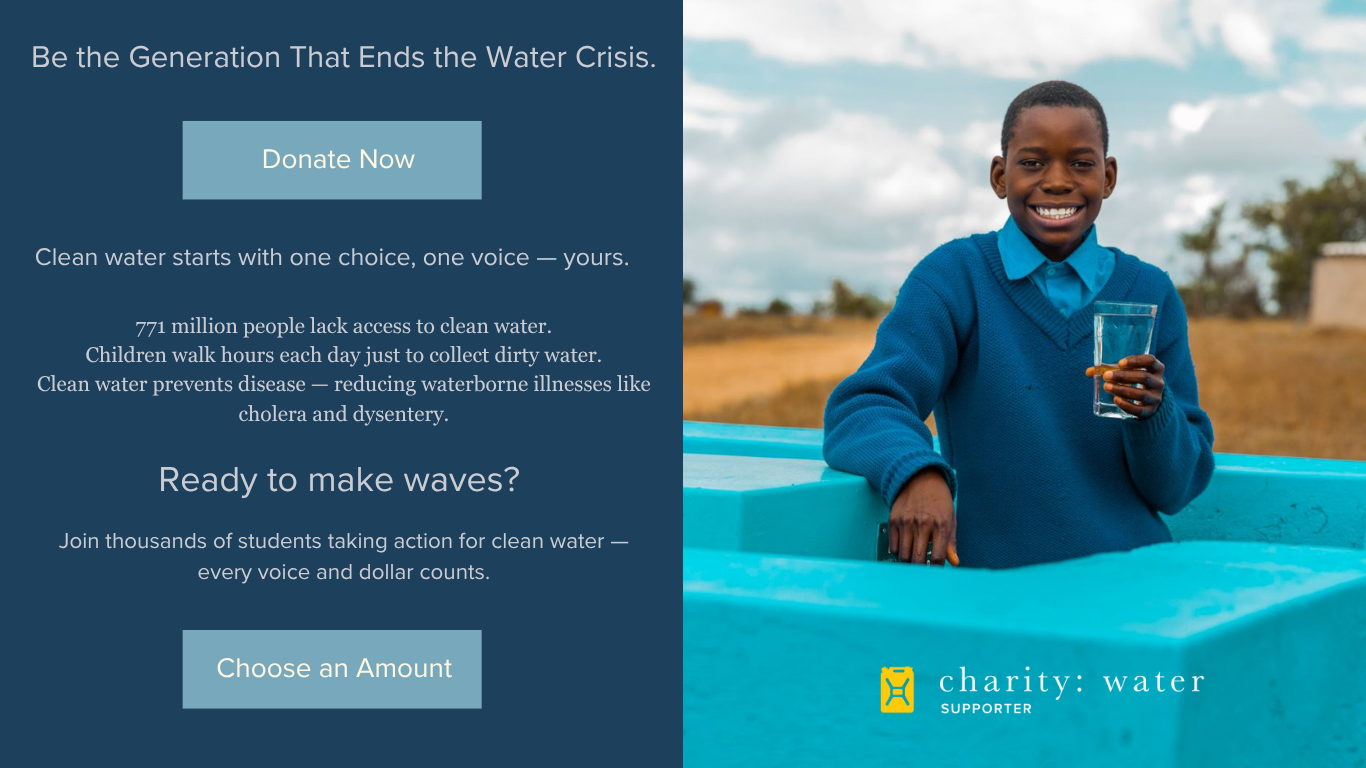 Be the Generation That Ends the Water Crisis.
Donate Now
Clean water starts with one choice, one voice — yours.
771 million people lack access to clean water.
Children walk hours each day just to collect dirty water.
Clean water prevents disease — reducing waterborne illnesses like
cholera and dysentery.
Ready to make waves?
Join thousands of students taking action for clean water —
every voice and dollar counts.
Choose an Amount
charity: water
SUPPORTER